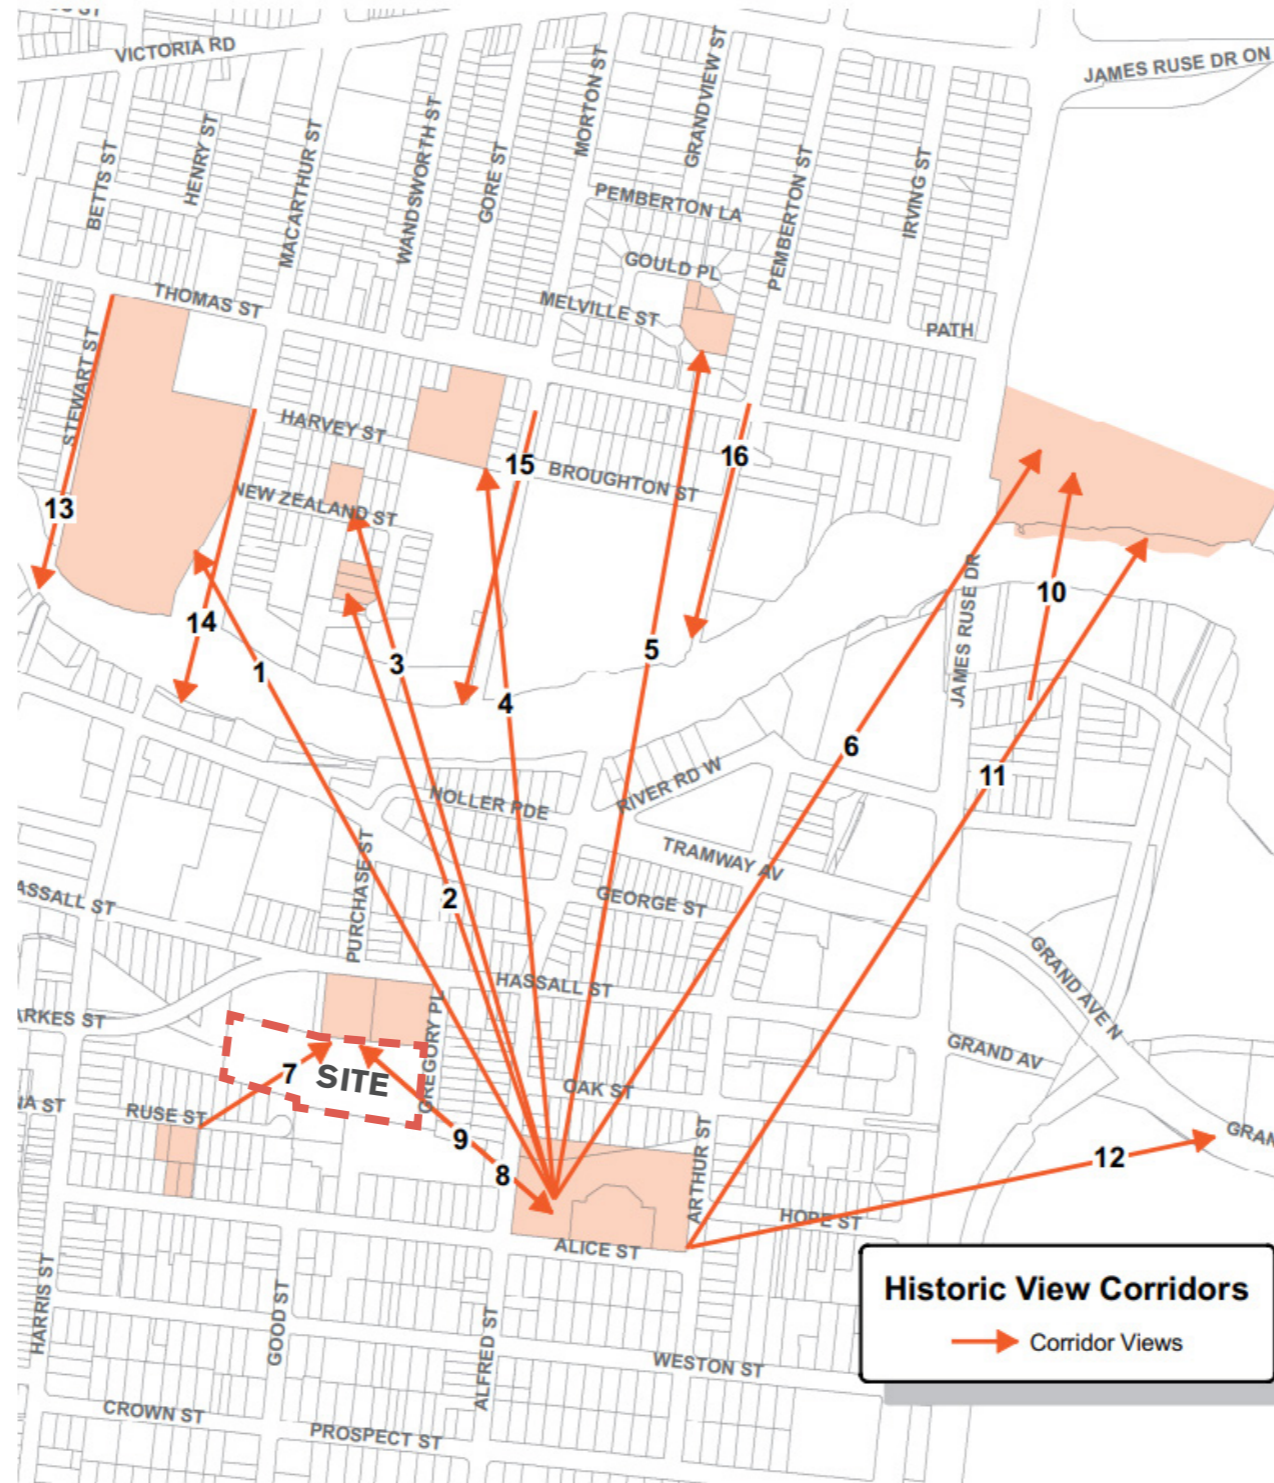 VICTORIA RD
JAMES RUSE DR ON
BETTS ST
HENRY ST
MACARTHUR ST
WANDSWORTH ST
GORE ST
MORTON ST
GRANDVIEW ST
PEMBERTON LA
PEMBERTON ST
IRVING ST
GOULD PL
THOMAS ST
MELVILLE ST
PATH
STEWART ST
HARVEY ST
NEW ZEALAND ST
BROUGHTON ST
15
16
13
14
1
3
4
5
10
JAMES RUSE DR
6
11
NOLLER PDE
RIVER RD W
PURCHASE ST
TRAMWAY AV
2
GEORGE ST
ASSALL ST
HASSALL ST
GRAND AVE N
ARKES ST
GREGORY PL
GRAND AV
7
SITE
OAK ST
NA ST
RUSE ST
9
8
ARTHUR ST
12
GRAN
HOPE ST
ALICE ST
HARRIS ST
GOOD ST
ALFRED ST
WESTON ST
CROWN ST
PROSPECT ST
Historic View Corridors
Corridor Views